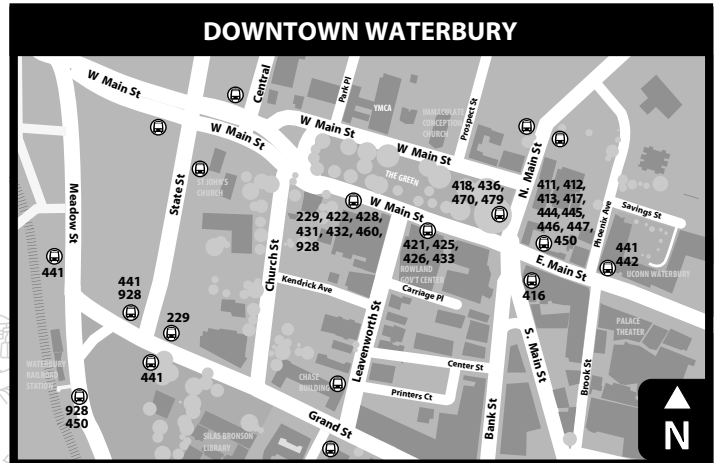 DOWNTOWN WATERBURY
W Main St
Central
Park Pl
YMCA
IMMACULATE
CONCEPTION
CHURCH
Prospect St
W Main St
W Main St
W Main St
N. Main St
THE GREEN
ST JOHN'S
CHURCH
State St
Meadow St
418, 436,
470, 479
411, 412,
413, 417,
444, 445,
446, 447,
450
Phoenix Ave
Savings St
229, 422, 428,
431, 432, 460,
928
W Main St
421, 425,
426, 433
ROWLAND
GOV'T CENTER
E. Main St
441
442
UCONN WATERBURY
441
Church St
Kendrick Ave
Carriage Pl
416
441
928
229
Leavenworth St
PALACE
THEATER
S. Main St
Brook St
WATERBURY
RAILROAD
STATION
441
CHASE
BUILDING
Center St
Printers Ct
928
450
Grand St
Bank St
SILAS BRONSON
LIBRARY
N